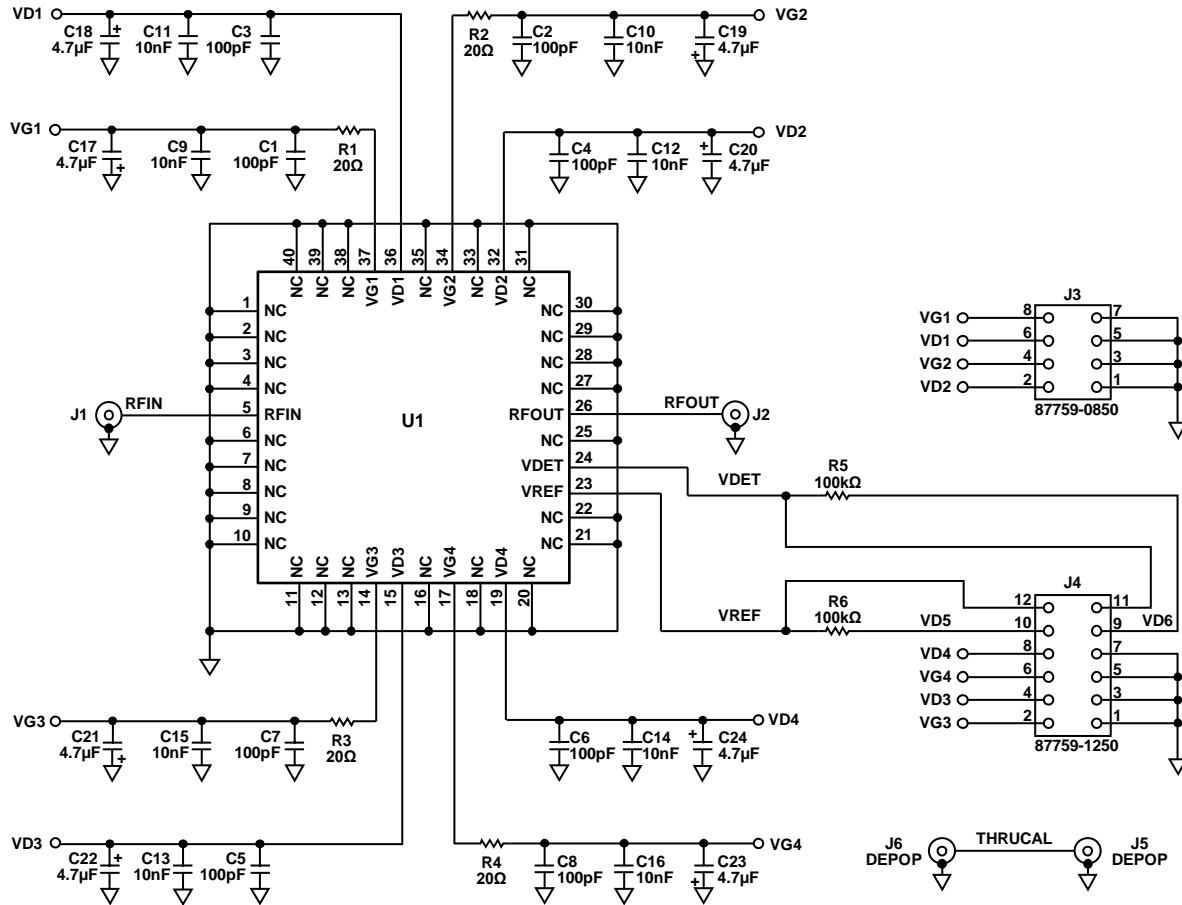 VD1
C18
4.7µF
+
C11
10nF
C3
100pF
R2
20Ω
C2
100pF
C10
10nF
C19
4.7µF
+
VG2
VG1
C17
4.7µF
+
C9
10nF
C1
100pF
R1
20Ω
C4
100pF
C12
10nF
+
C20
4.7µF
VD2
40
39
38
37
36
35
34
33
32
31
NC
NC
NC
VG1
VD1
NC
VG2
NC
VD2
NC
1 NC
2 NC
3 NC
4 NC
5 RFIN
6 NC
7 NC
8 NC
9 NC
10 NC
J1
RFIN
U1
NC 30
NC 29
NC 28
NC 27
RFOUT 26
NC 25
VDET 24
VREF 23
NC 22
NC 21
RFOUT
J2
NC
NC
NC
VG3
VD3
NC
VG4
NC
VD4
NC
11
12
13
14
15
16
17
18
19
20
J3
VG1 8 7
VD1 6 5
VG2 4 3
VD2 2 1
87759-0850
VDET
R5
100kΩ
VREF
R6
100kΩ
VD5
VD6
J4
12 11
10 9
VD4 8 7
VG4 6 5
VD3 4 3
VG3 2 1
87759-1250
VG3
C21
4.7µF
+
C15
10nF
C7
100pF
R3
20Ω
C6
100pF
C14
10nF
+
C24
4.7µF
VD4
VD3
C22
4.7µF
+
C13
10nF
C5
100pF
R4
20Ω
C8
100pF
C16
10nF
C23
4.7µF
+
VG4
J6
DEPOP
THRUCAL
J5
DEPOP